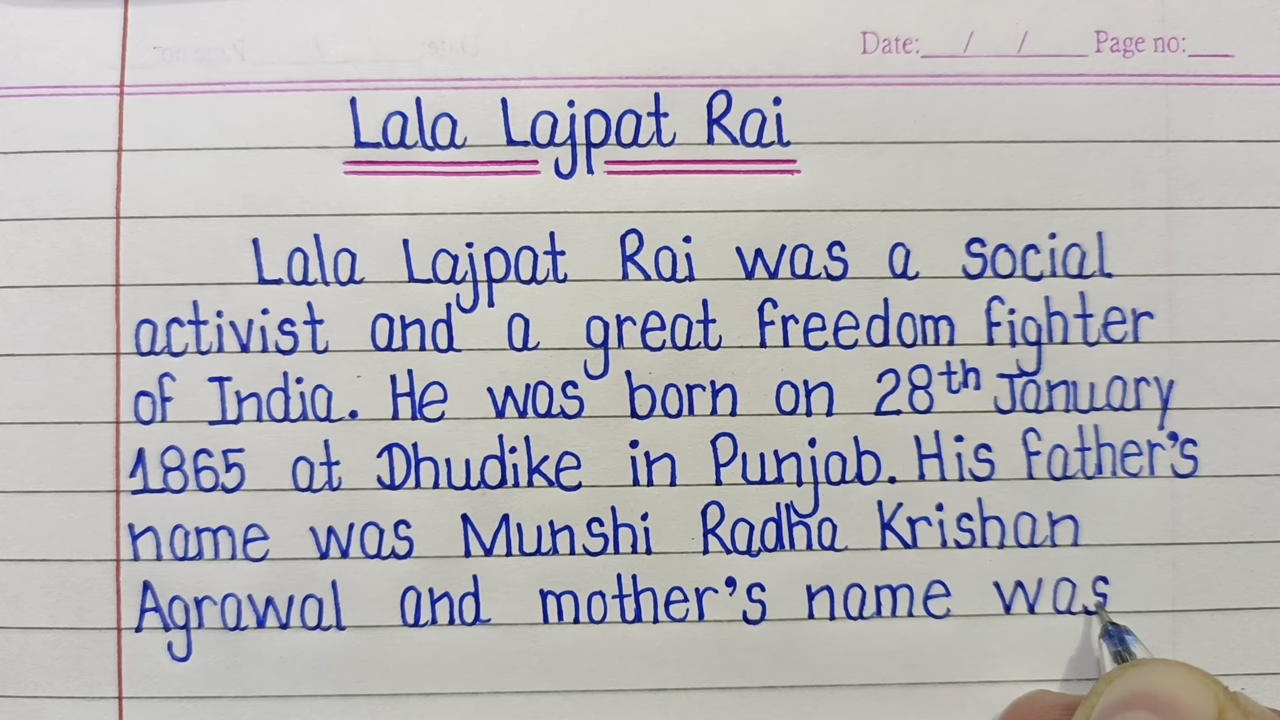 Date: / / Page no:
Lala Lajpat Rai
Lala Lajpat Rai was a social
activist and a great freedom fighter
of India. He was born on 28th January
1865 at Dhudike in Punjab. His father's
name was Munshi Radha Krishan
Agrawal and mother's name was